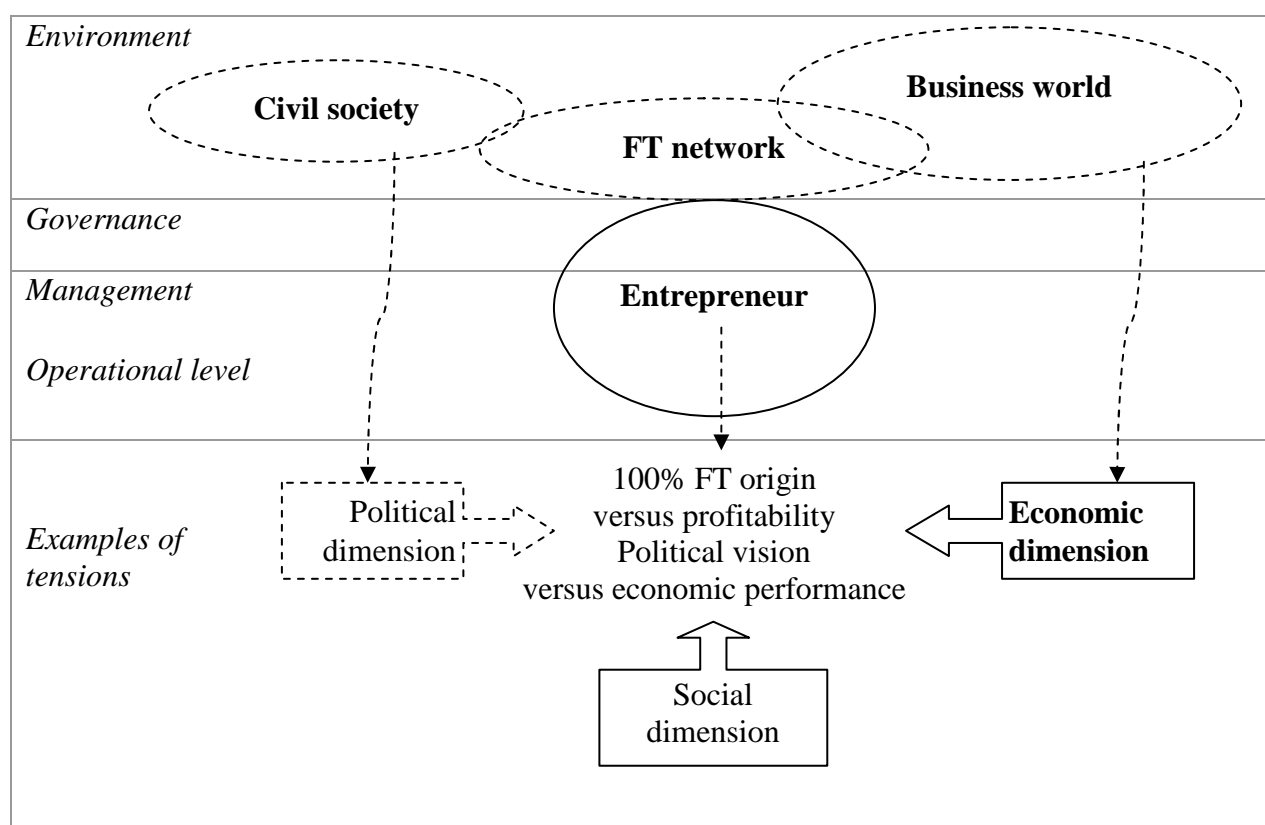 Environment
Civil society
Business world
FT network
Governance
Management
Entrepreneur
Operational level
Examples of
tensions
Political
dimension
100% FT origin
versus profitability
Political vision
versus economic performance
Economic
dimension
Social
dimension